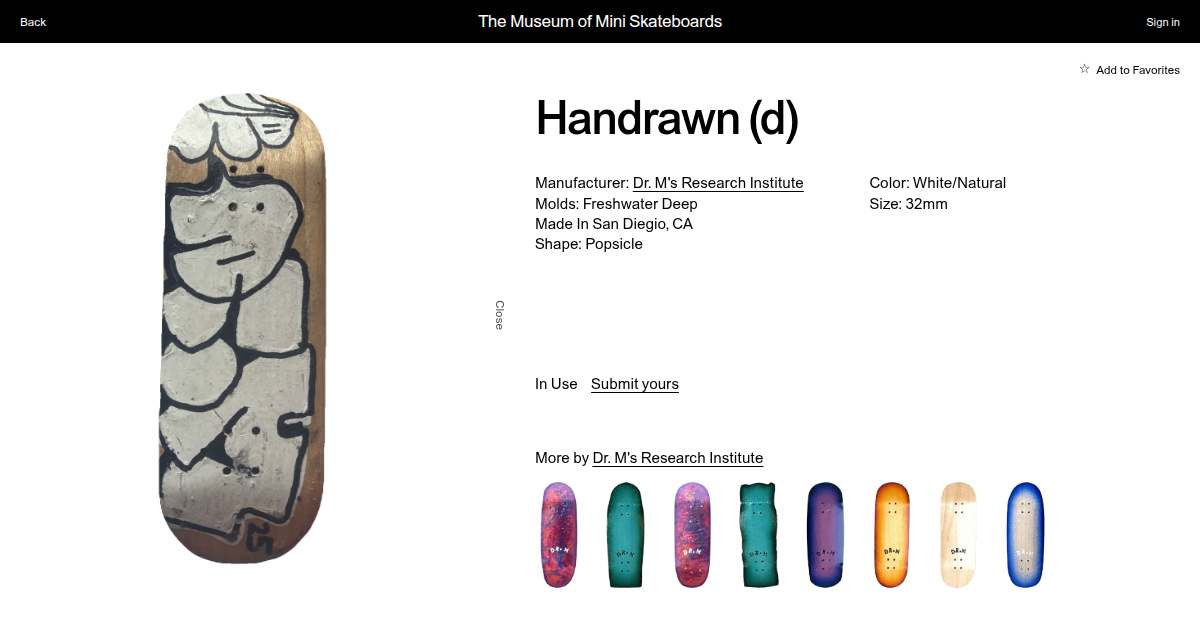 Back
The Museum of Mini Skateboards
Sign in
☆ Add to Favorites
Handrawn (d)
Manufacturer: Dr. M's Research Institute
Molds: Freshwater Deep
Made In San Diegio, CA
Shape: Popsicle
Color: White/Natural
Size: 32mm
Close
In Use Submit yours
More by Dr. M's Research Institute
25